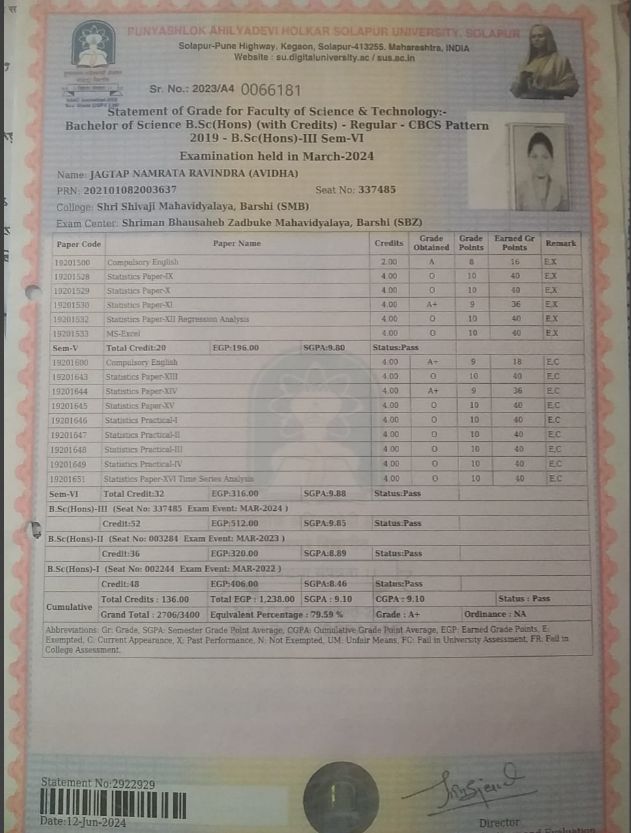 PUNYASHLOK AHILYADEVI HOLKAR SOLAPUR UNIVERSITY, SOLAPUR
Solapur-Pune Highway, Kegaon, Solapur-413255, Maharashtra, INDIA
Website : su.digitaluniversity.ac / sus.ac.in
Sr. No.: 2023/A4 0066181
Statement of Grade for Faculty of Science & Technology:-
Bachelor of Science B.Sc(Hons) (with Credits) - Regular - CBCS Pattern
2019 - B.Sc(Hons)-III Sem-VI
Examination held in March-2024
Name: JAGTAP NAMRATA RAVINDRA (AVIDHA)
PRN: 202101082003637 Seat No: 337485
College: Shri Shivaji Mahavidyalaya, Barshi (SMB)
Exam Center: Shriman Bhausaheb Zadbuke Mahavidyalaya, Barshi (SBZ)
Paper Code Paper Name Credits Grade Obtained Grade Points Earned Gr Points Remark
19201500 Compulsory English 2.00 A 8 16 E,X
19201528 Statistics Paper-IX 4.00 O 10 40 E,X
19201529 Statistics Paper-X 4.00 O 10 40 E,X
19201530 Statistics Paper-XI 4.00 A+ 9 36 E,X
19201532 Statistics Paper-XII Regression Analysis 4.00 O 10 40 E,X
19201533 MS-Excel 4.00 O 10 40 E,X
Sem-V Total Credit:20 EGP:196.00 SGPA:9.80 Status:Pass
19201600 Compulsory English 4.00 A+ 9 18 E,C
19201643 Statistics Paper-XIII 4.00 O 10 40 E,C
19201644 Statistics Paper-XIV 4.00 A+ 9 36 E,C
19201645 Statistics Paper-XV 4.00 O 10 40 E,C
19201646 Statistics Practical-I 4.00 O 10 40 E,C
19201647 Statistics Practical-II 4.00 O 10 40 E,C
19201648 Statistics Practical-III 4.00 O 10 40 E,C
19201649 Statistics Practical-IV 4.00 O 10 40 E,C
19201651 Statistics Paper-XVI Time Series Analysis 4.00 O 10 40 E,C
Sem-VI Total Credit:32 EGP:316.00 SGPA:9.88 Status:Pass
B.Sc(Hons)-III (Seat No: 337485 Exam Event: MAR-2024 )
Credit:52 EGP:512.00 SGPA:9.85 Status:Pass
B.Sc(Hons)-II (Seat No: 003284 Exam Event: MAR-2023 )
Credit:36 EGP:320.00 SGPA:8.89 Status:Pass
B.Sc(Hons)-I (Seat No: 002244 Exam Event: MAR-2022 )
Credit:48 EGP:406.00 SGPA:8.46 Status:Pass
Cumulative Total Credits : 136.00 Total EGP : 1,238.00 SGPA : 9.10 CGPA : 9.10 Status : Pass
Grand Total : 2706/3400 Equivalent Percentage : 79.59 % Grade : A+ Ordinance : NA
Abbreviations: Gr: Grade, SGPA: Semester Grade Point Average, CGPA: Cumulative Grade Point Average, EGP: Earned Grade Points, E:
Exempted, C: Current Appearance, X: Past Performance, N: Not Exempted, UM: Unfair Means, FC: Fail in University Assessment, FR: Fail in
College Assessment.
Statement No:2922929
Date:12-Jun-2024
Director